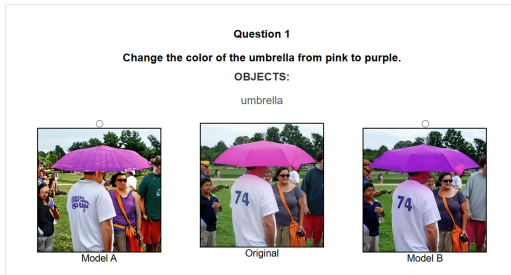 Question 1
Change the color of the umbrella from pink to purple.
OBJECTS:
umbrella
74
74
Model A
Original
Model B